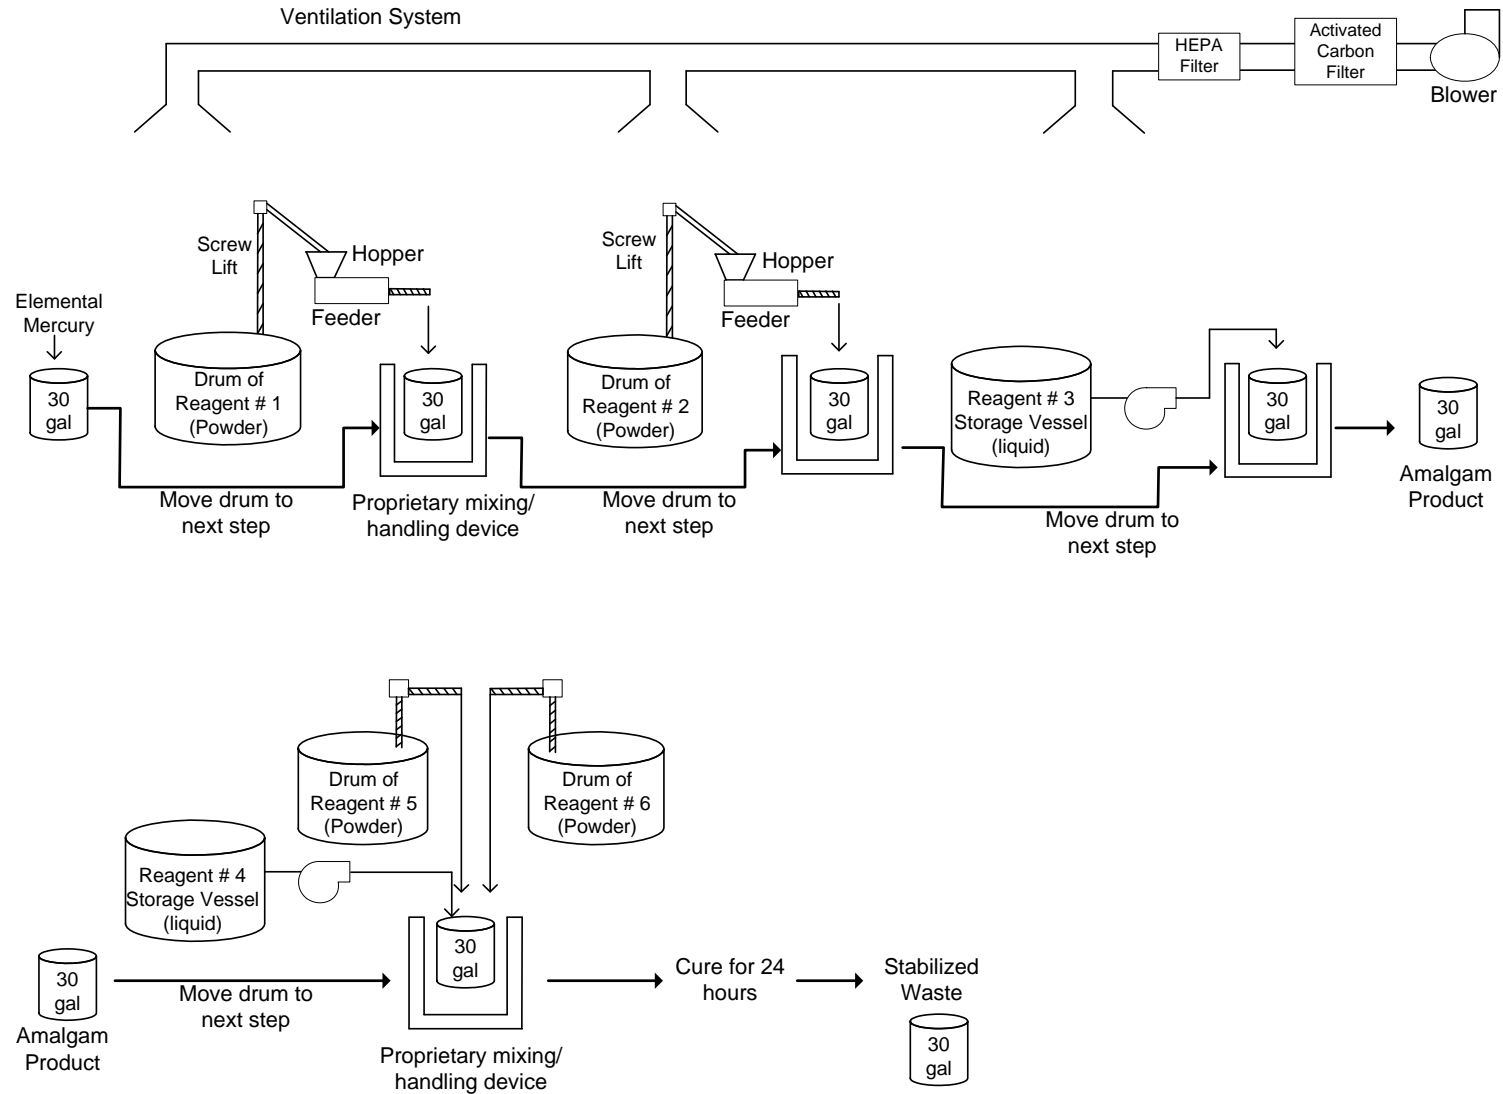 Ventilation System
HEPA
Filter
Activated
Carbon
Filter
Blower
Screw
Lift
Hopper
Feeder
Screw
Lift
Hopper
Feeder
Elemental
Mercury
30
gal
Drum of
Reagent # 1
(Powder)
30
gal
Drum of
Reagent # 2
(Powder)
30
gal
Reagent # 3
Storage Vessel
(liquid)
30
gal
30
gal
Amalgam
Product
Move drum to
next step
Proprietary mixing/
handling device
Move drum to
next step
Move drum to
next step
Drum of
Reagent # 5
(Powder)
Drum of
Reagent # 6
(Powder)
Reagent # 4
Storage Vessel
(liquid)
30
gal
Amalgam
Product
Move drum to
next step
30
gal
Proprietary mixing/
handling device
Cure for 24
hours
Stabilized
Waste
30
gal